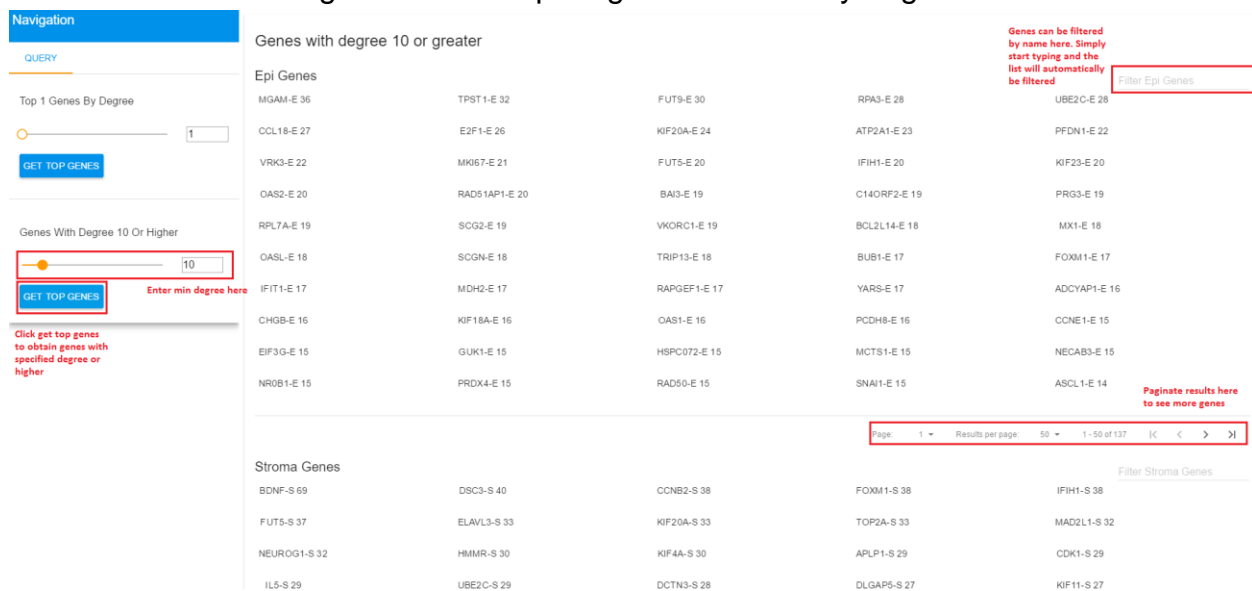 Navigation
QUERY
Top 1 Genes By Degree
1
GET TOP GENES
Genes With Degree 10 Or Higher
10
Enter min degree here
GET TOP GENES
Click get top genes
to obtain genes with
specified degree or
higher
Genes with degree 10 or greater
Genes can be filtered
by name here. Simply
start typing and the
list will automatically
be filtered
Epi Genes
Filter Epi Genes
MGAM-E 36 TPST1-E 32 FUT9-E 30 RPA3-E 28 UBE2C-E 28
CCL18-E 27 E2F1-E 26 KIF20A-E 24 ATP2A1-E 23 PFDN1-E 22
VRK3-E 22 MKI67-E 21 FUT5-E 20 IFIH1-E 20 KIF23-E 20
OAS2-E 20 RAD51AP1-E 20 BAI3-E 19 C14ORF2-E 19 PRG3-E 19
RPL7A-E 19 SCG2-E 19 VKORC1-E 19 BCL2L14-E 18 MX1-E 18
OASL-E 18 SCGN-E 18 TRIP13-E 18 BUB1-E 17 FOXM1-E 17
IFIT1-E 17 MDH2-E 17 RAPGEF1-E 17 YARS-E 17 ADCYAP1-E 16
CHGB-E 16 KIF18A-E 16 OAS1-E 16 PCDH8-E 16 CCNE1-E 15
EIF3G-E 15 GUK1-E 15 HSPC072-E 15 MCTS1-E 15 NECAB3-E 15
NR0B1-E 15 PRDX4-E 15 RAD50-E 15 SNAI1-E 15 ASCL1-E 14
Paginate results here
to see more genes
Page: 1 Results per page: 50 1 - 50 of 137
Stroma Genes
Filter Stroma Genes
BDNF-S 69 DSC3-S 40 CCNB2-S 38 FOXM1-S 38 IFIH1-S 38
FUT5-S 37 ELAVL3-S 33 KIF20A-S 33 TOP2A-S 33 MAD2L1-S 32
NEUROG1-S 32 HMMR-S 30 KIF4A-S 30 APLP1-S 29 CDK1-S 29
IL5-S 29 UBE2C-S 29 DCTN3-S 28 DLGAP5-S 27 KIF11-S 27